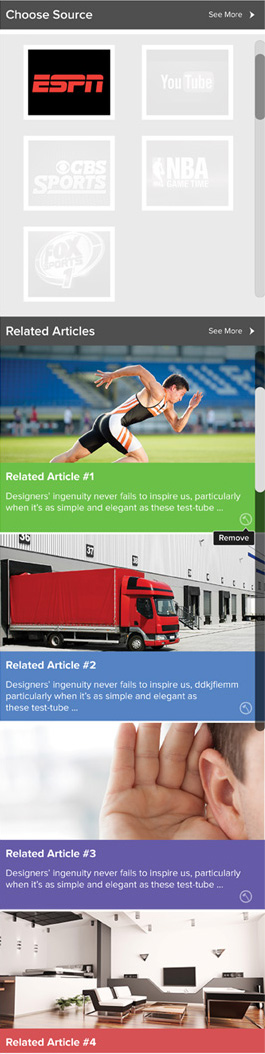 Choose Source
See More
ESPN
You Tube
CBS
SPORTS
NBA
GAME TIME
FOX
SPORTS
Related Articles
See More
Related Article #1
Designers' ingenuity never fails to inspire us, particularly
when it's as simple and elegant as these test-tube ...
Remove
36
37
38
Related Article #2
Designers' ingenuity never fails to inspire us, ddkjfiemm
particularly when it's as simple and elegant as
these test-tube ...
Related Article #3
Designers' ingenuity never fails to inspire us, particularly
when it's as simple and elegant as these test-tube ...
Related Article #4